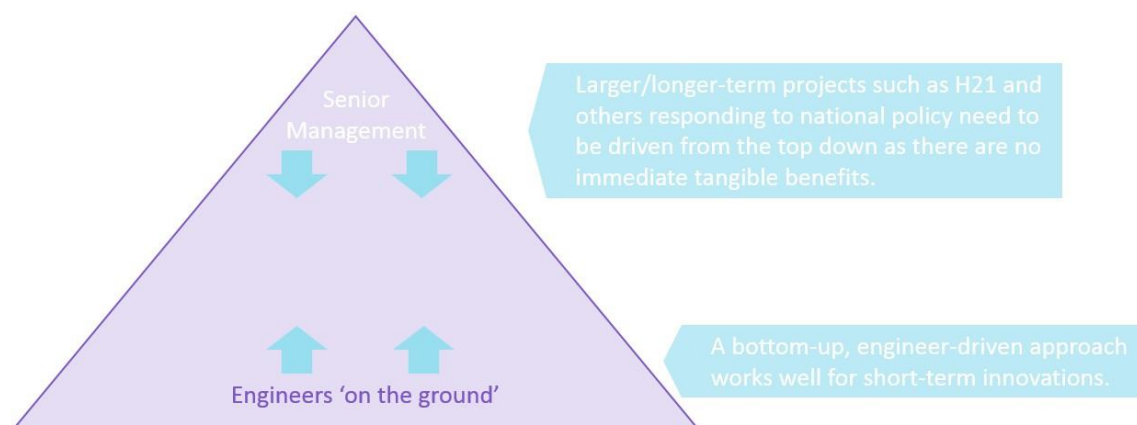 Senior
Management
Larger/longer-term projects such as H21 and
others responding to national policy need to
be driven from the top down as there are no
immediate tangible benefits.
A bottom-up, engineer-driven approach
works well for short-term innovations.
Engineers ‘on the ground’